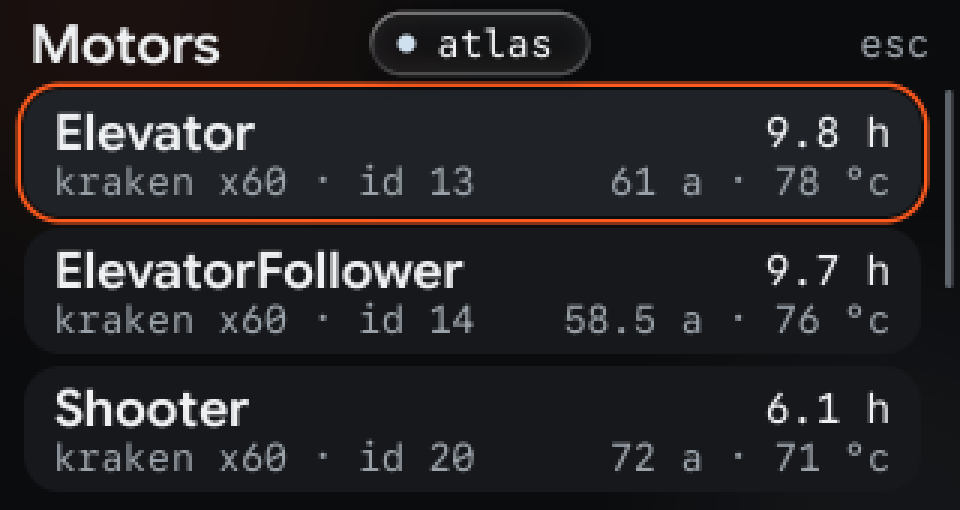 Motors atlas esc
Elevator 9.8 h
kraken x60 · id 13 61 a · 78 °c
ElevatorFollower 9.7 h
kraken x60 · id 14 58.5 a · 76 °c
Shooter 6.1 h
kraken x60 · id 20 72 a · 71 °c